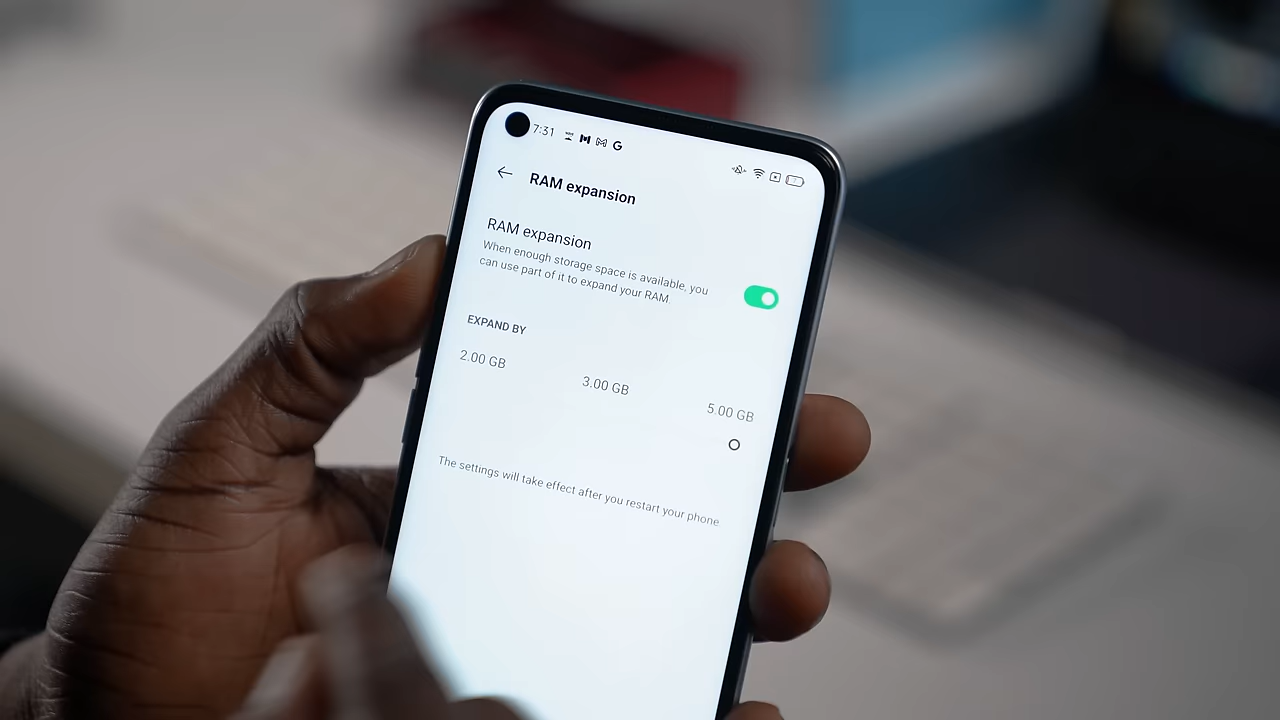 7:31 G
RAM expansion
RAM expansion
When enough storage space is available, you
can use part of it to expand your RAM
EXPAND BY
2.00 GB
3.00 GB
5.00 GB
The settings will take effect after you restart your phone